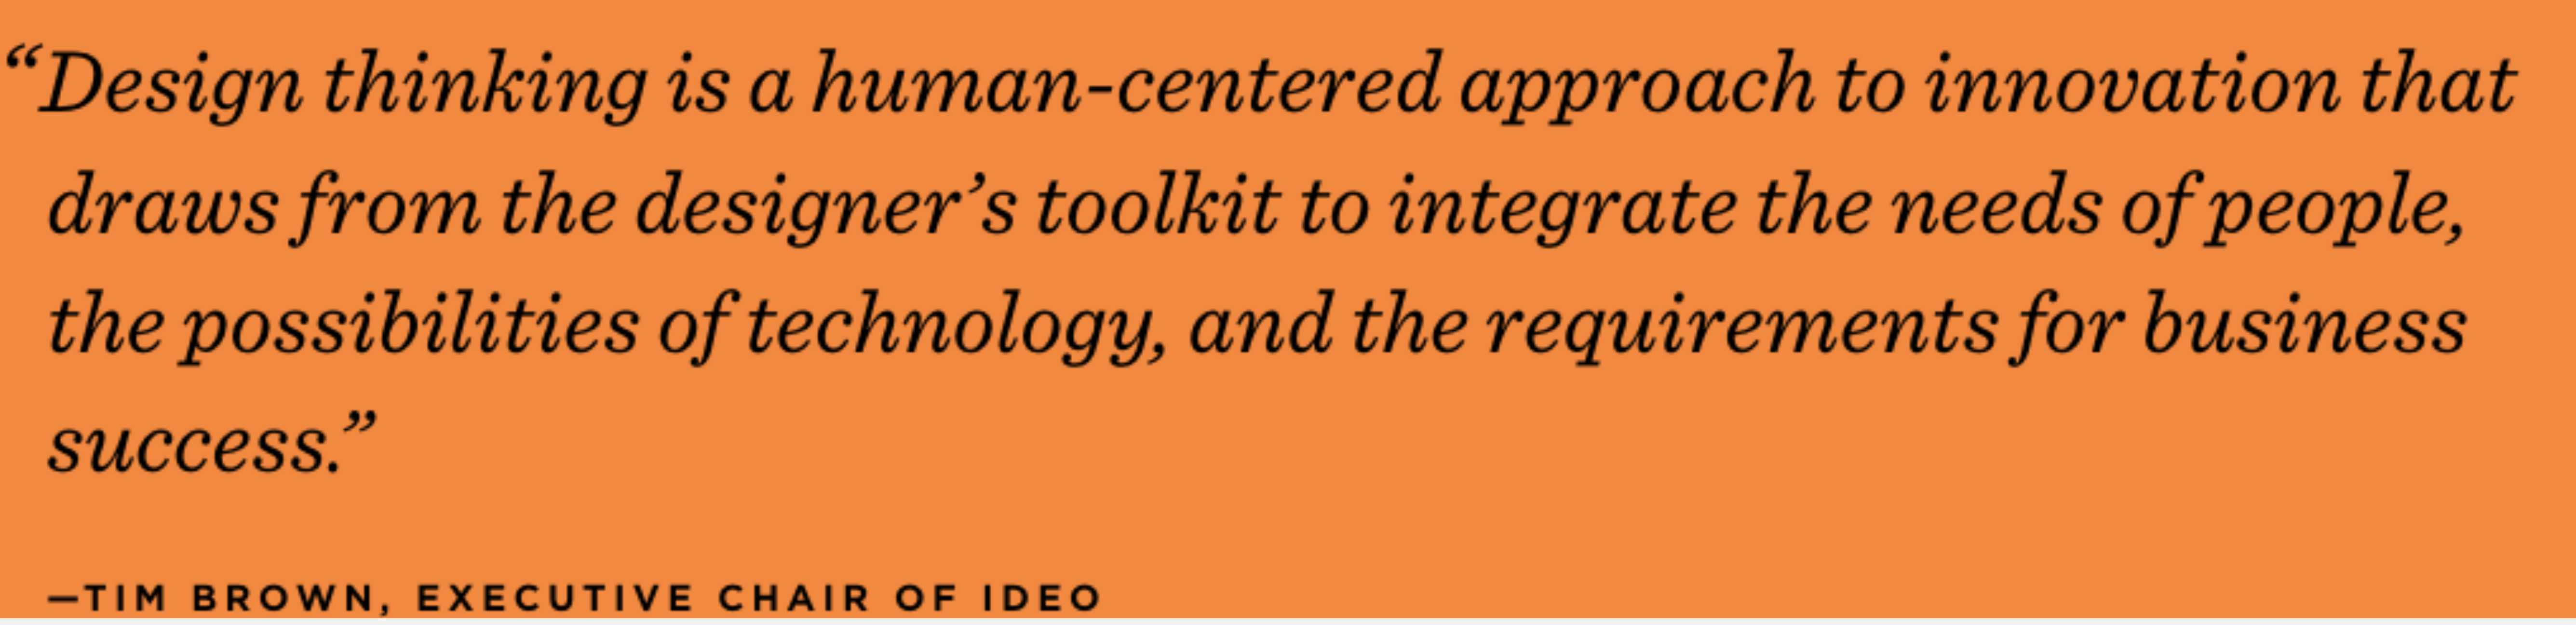 “Design thinking is a human-centered approach to innovation that
draws from the designer’s toolkit to integrate the needs of people,
the possibilities of technology, and the requirements for business
success.”
—TIM BROWN, EXECUTIVE CHAIR OF IDEO